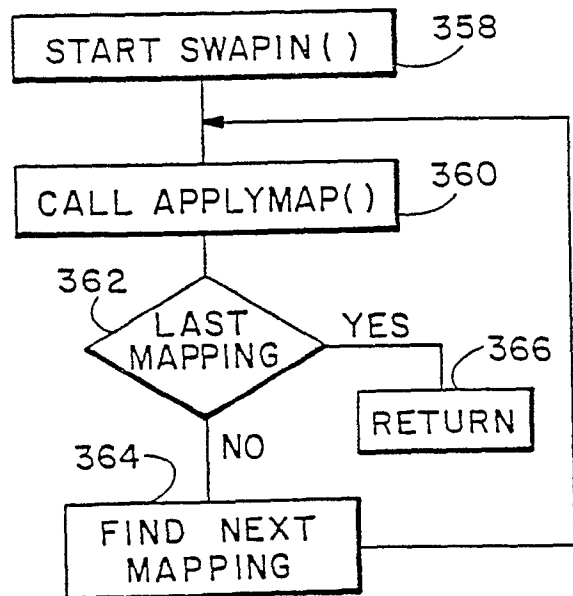 START SWAPIN()
358
CALL APPLYMAP()
360
362
LAST
MAPPING
YES
366
RETURN
NO
364
FIND NEXT
MAPPING